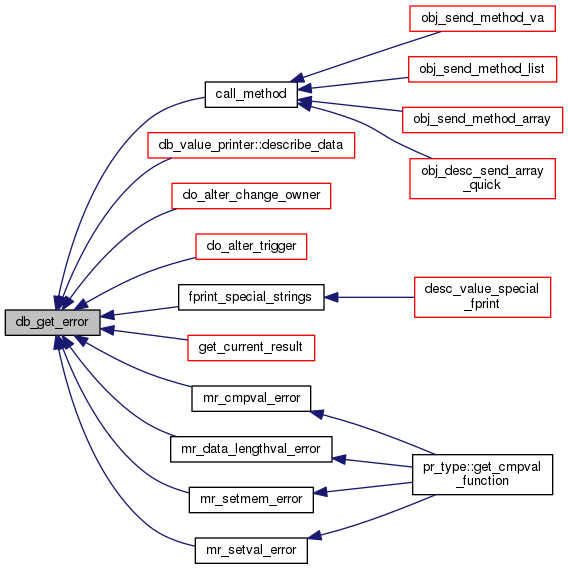 obj_send_method_va
obj_send_method_list
call_method
obj_send_method_array
db_value_printer::describe_data
obj_desc_send_array
_quick
do_alter_change_owner
do_alter_trigger
fprint_special_strings
desc_value_special
_fprint
db_get_error
get_current_result
mr_cmpval_error
mr_data_lengthval_error
pr_type::get_cmpval
_function
mr_setmem_error
mr_setval_error